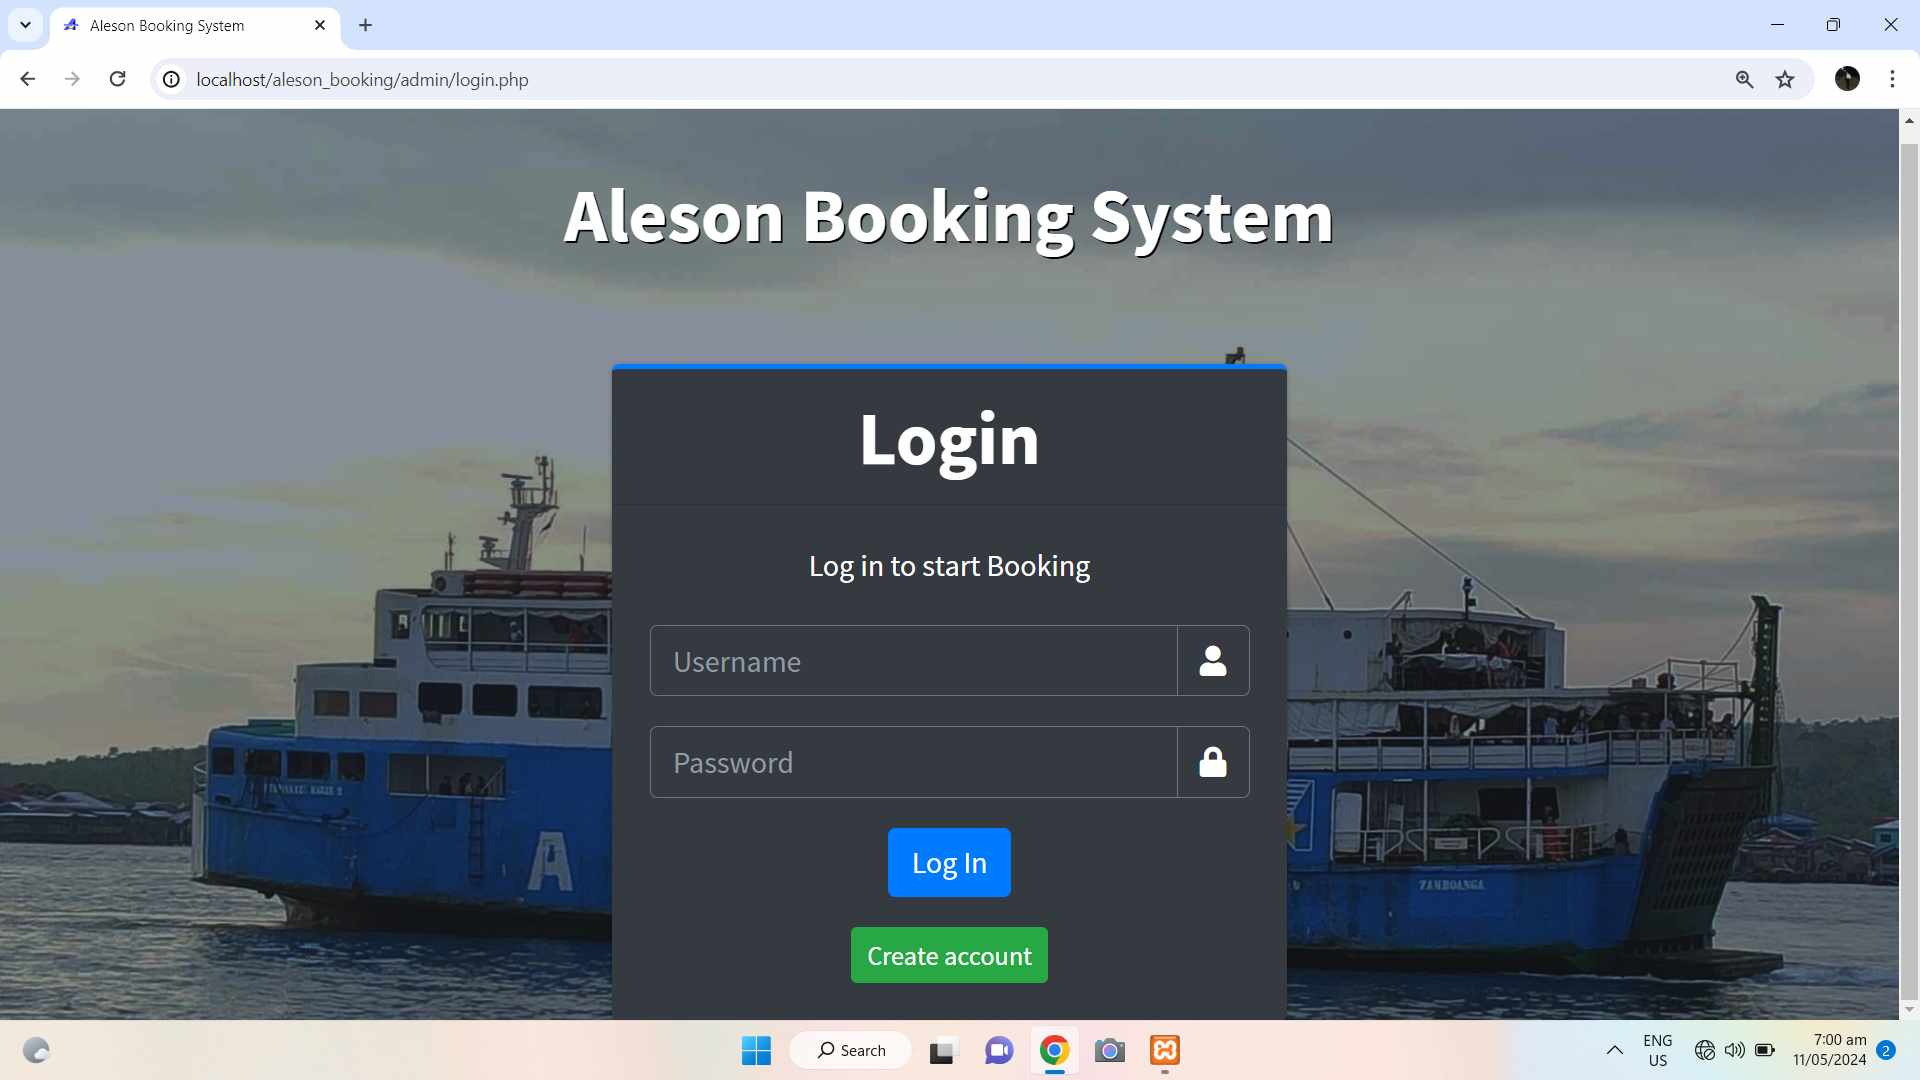 Aleson Booking System
localhost/aleson_booking/admin/login.php
Aleson Booking System
Login
Log in to start Booking
Username
Password
Log In
Create account
A
ZAMBOANGA
Search
ENG
US
7:00 am
11/05/2024
2